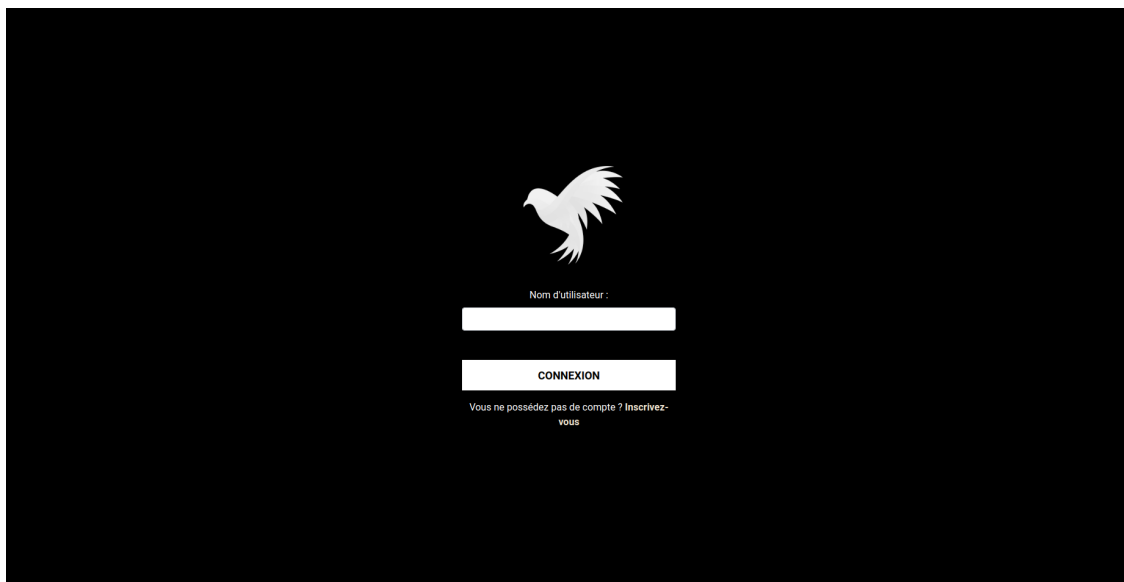 Nom d'utilisateur :
CONNEXION
Vous ne possédez pas de compte ? Inscrivez-
vous